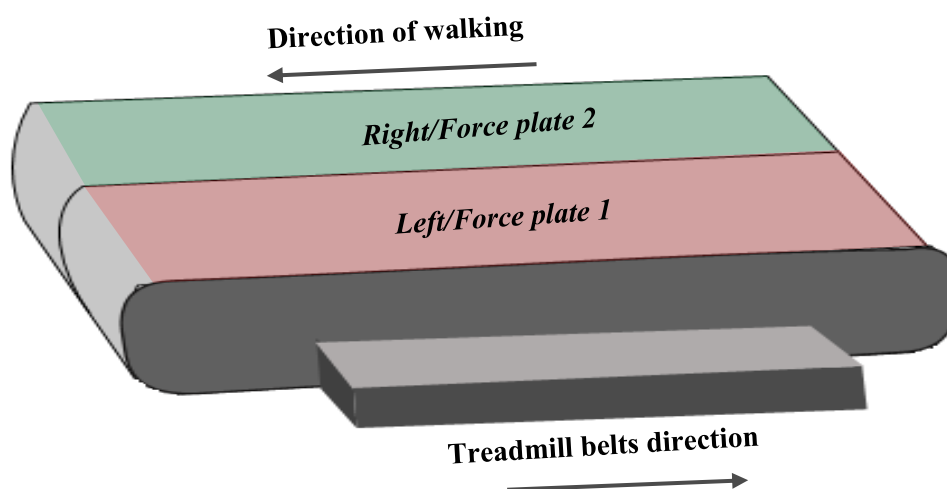 Direction of walking
Right/Force plate 2
Left/Force plate 1
Treadmill belts direction